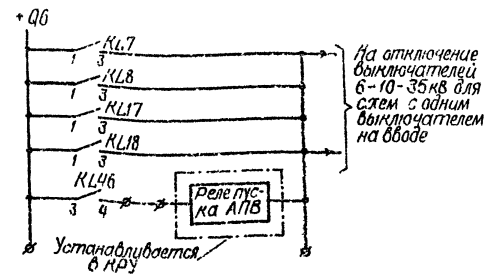 + QG
KL7
1 3
KL8
1 3
KL17
1 3
KL18
1 3
KL46
3 4
На отключение
выключателей
6-10-35кв для
схем с одним
выключателем
на вводе
Реле пус-
ка АПВ
Устанавливается
в КРУ